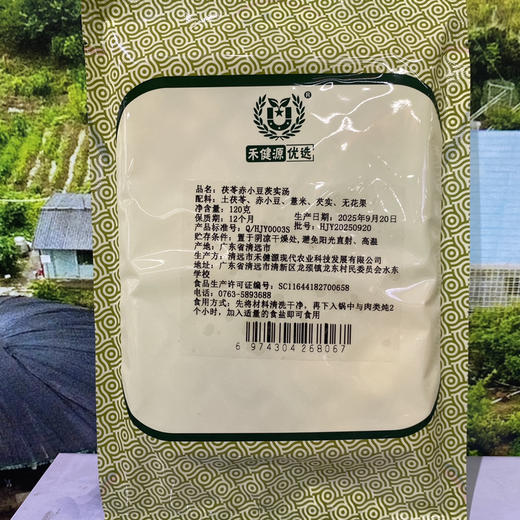 ®
禾健源优选
品名：茯苓赤小豆芡实汤
配料：土茯苓、赤小豆、薏米、芡实、无花果
净含量：120克
保质期：12个月 生产日期：2025年9月20日
产品标准号：Q/HJY0003S 批号：HJY20250920
贮存条件：置于阴凉干燥处,避免阳光直射、高温
产地：广东省清远市
生产方：清远市禾健源现代农业科技发展有限公司
地址：广东省清远市清新区龙颈镇龙东村民委员会水东
学校
食品生产许可证编号：SC11644182700658
电话：0763-5893688
食用方式：先将材料清洗干净，再下入锅中与肉类炖2
个小时，加入适量的食盐即可食用
6 974304 268067